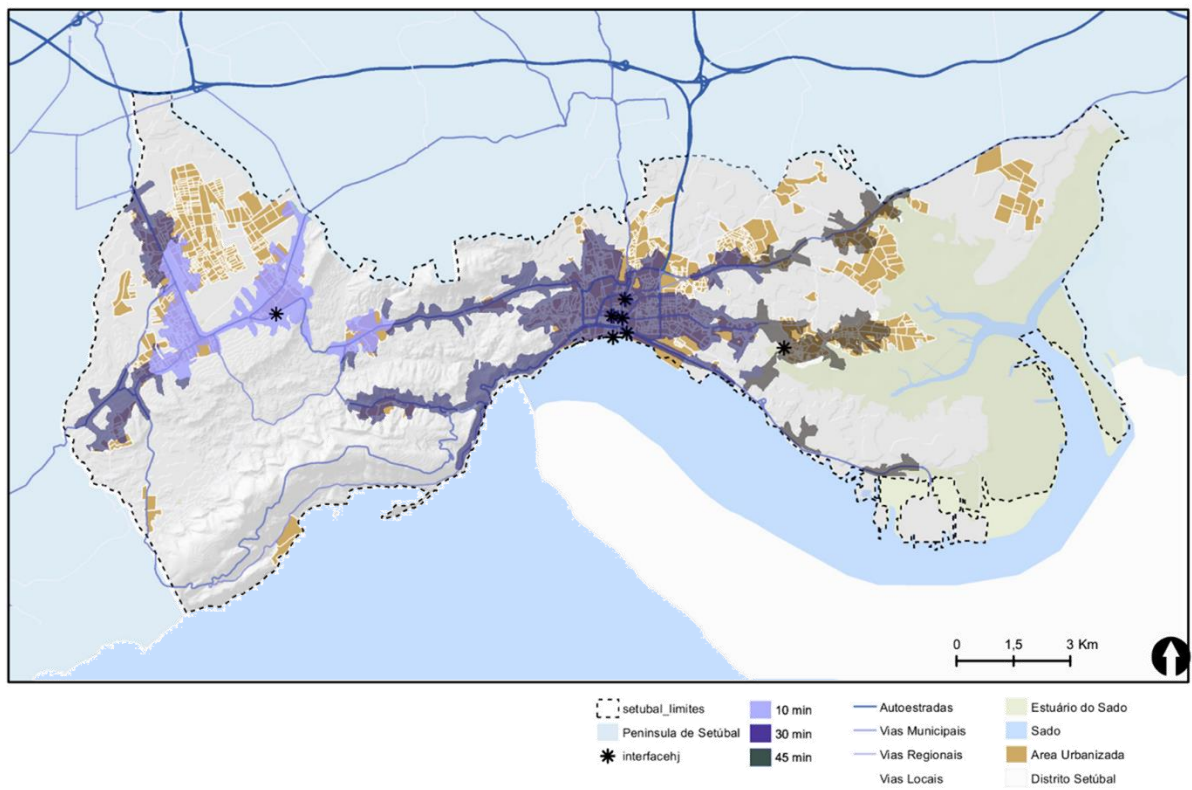 0 1,5 3 Km
setubal_limites
Peninsula de Setúbal
interfacehj
10 min
30 min
45 min
Autoestradas
Vias Municipais
Vias Regionais
Vias Locais
Estuário do Sado
Sado
Area Urbanizada
Distrito Setúbal